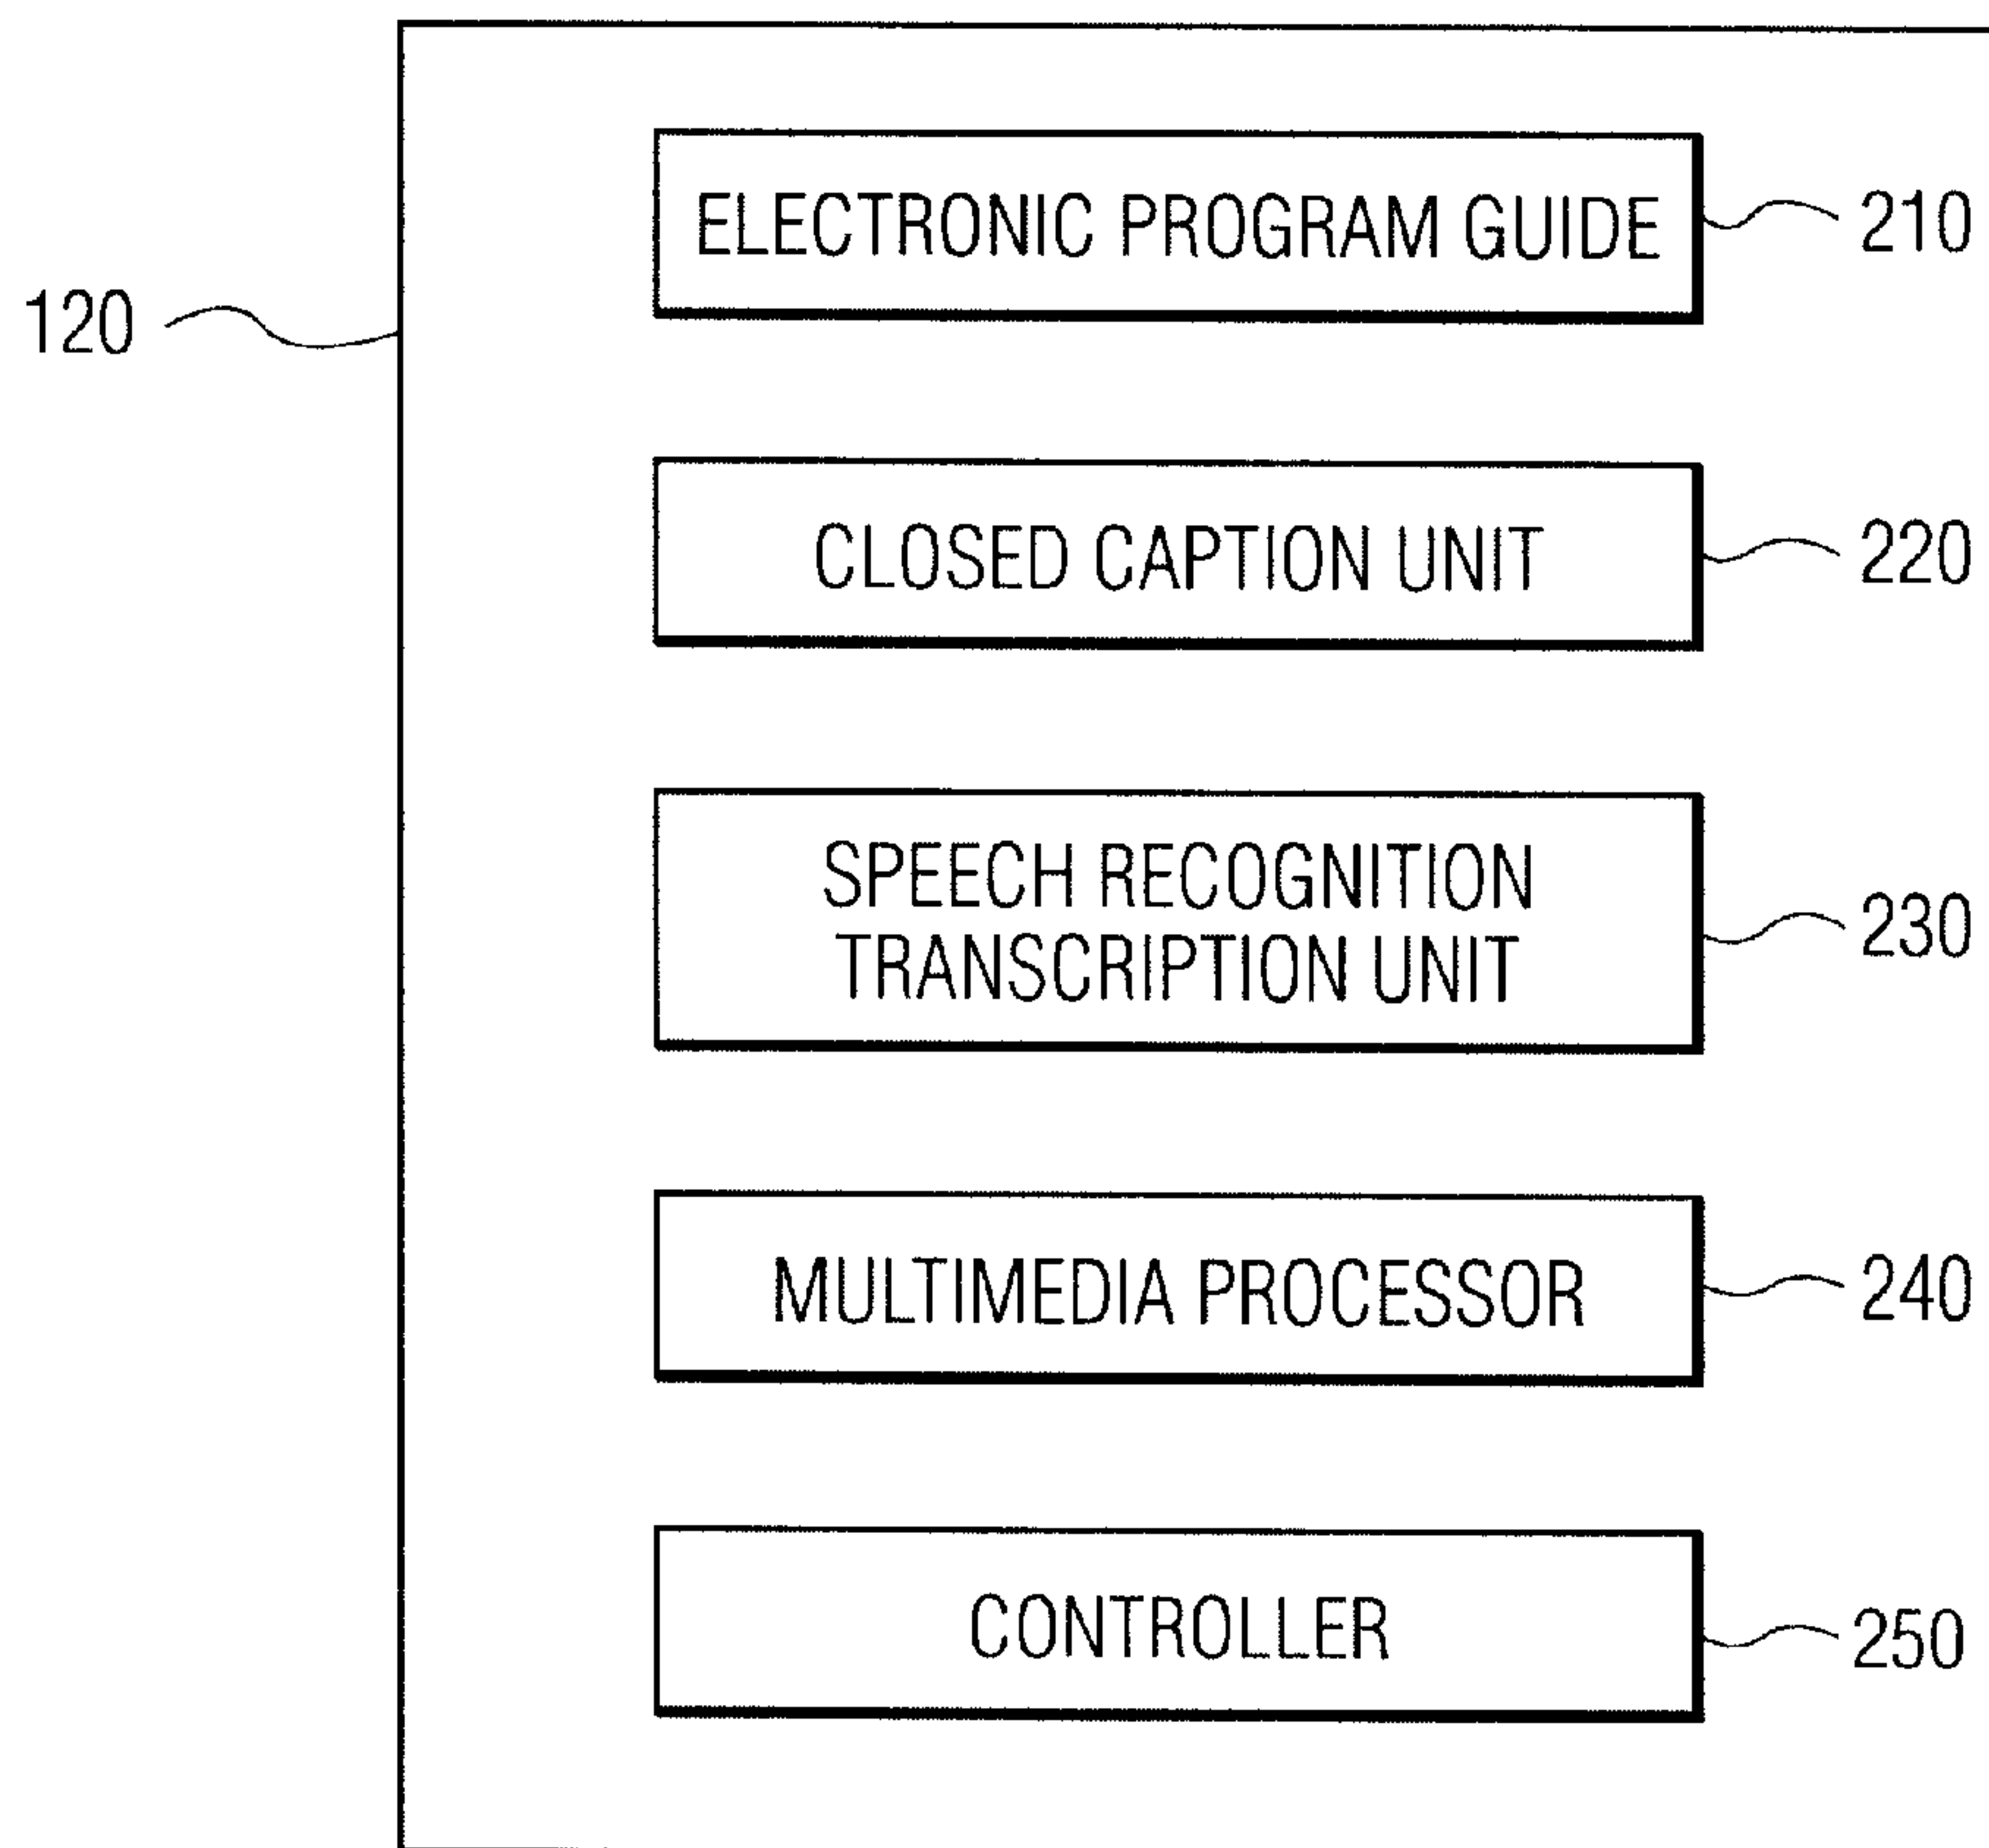 ELECTRONIC PROGRAM GUIDE
210
120
CLOSED CAPTION UNIT
220
SPEECH RECOGNITION
TRANSCRIPTION UNIT
230
MULTIMEDIA PROCESSOR
240
CONTROLLER
250